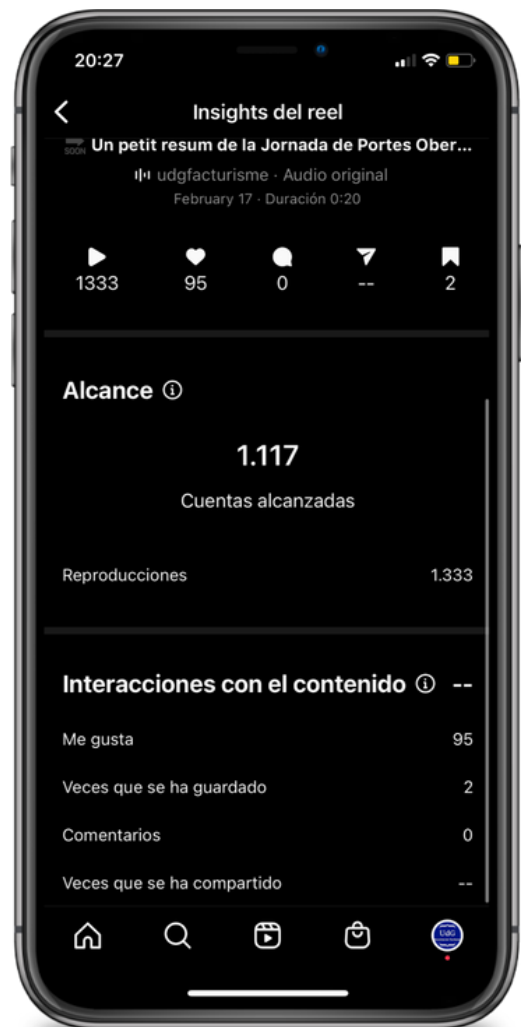 20:27
Insights del reel
SOON Un petit resum de la Jornada de Portes Ober...
udgfacturisme · Audio original
February 17 · Duración 0:20
1333 95 0 -- 2
Alcance
1.117
Cuentas alcanzadas
Reproducciones 1.333
Interacciones con el contenido --
Me gusta 95
Veces que se ha guardado 2
Comentarios 0
Veces que se ha compartido --
UdG